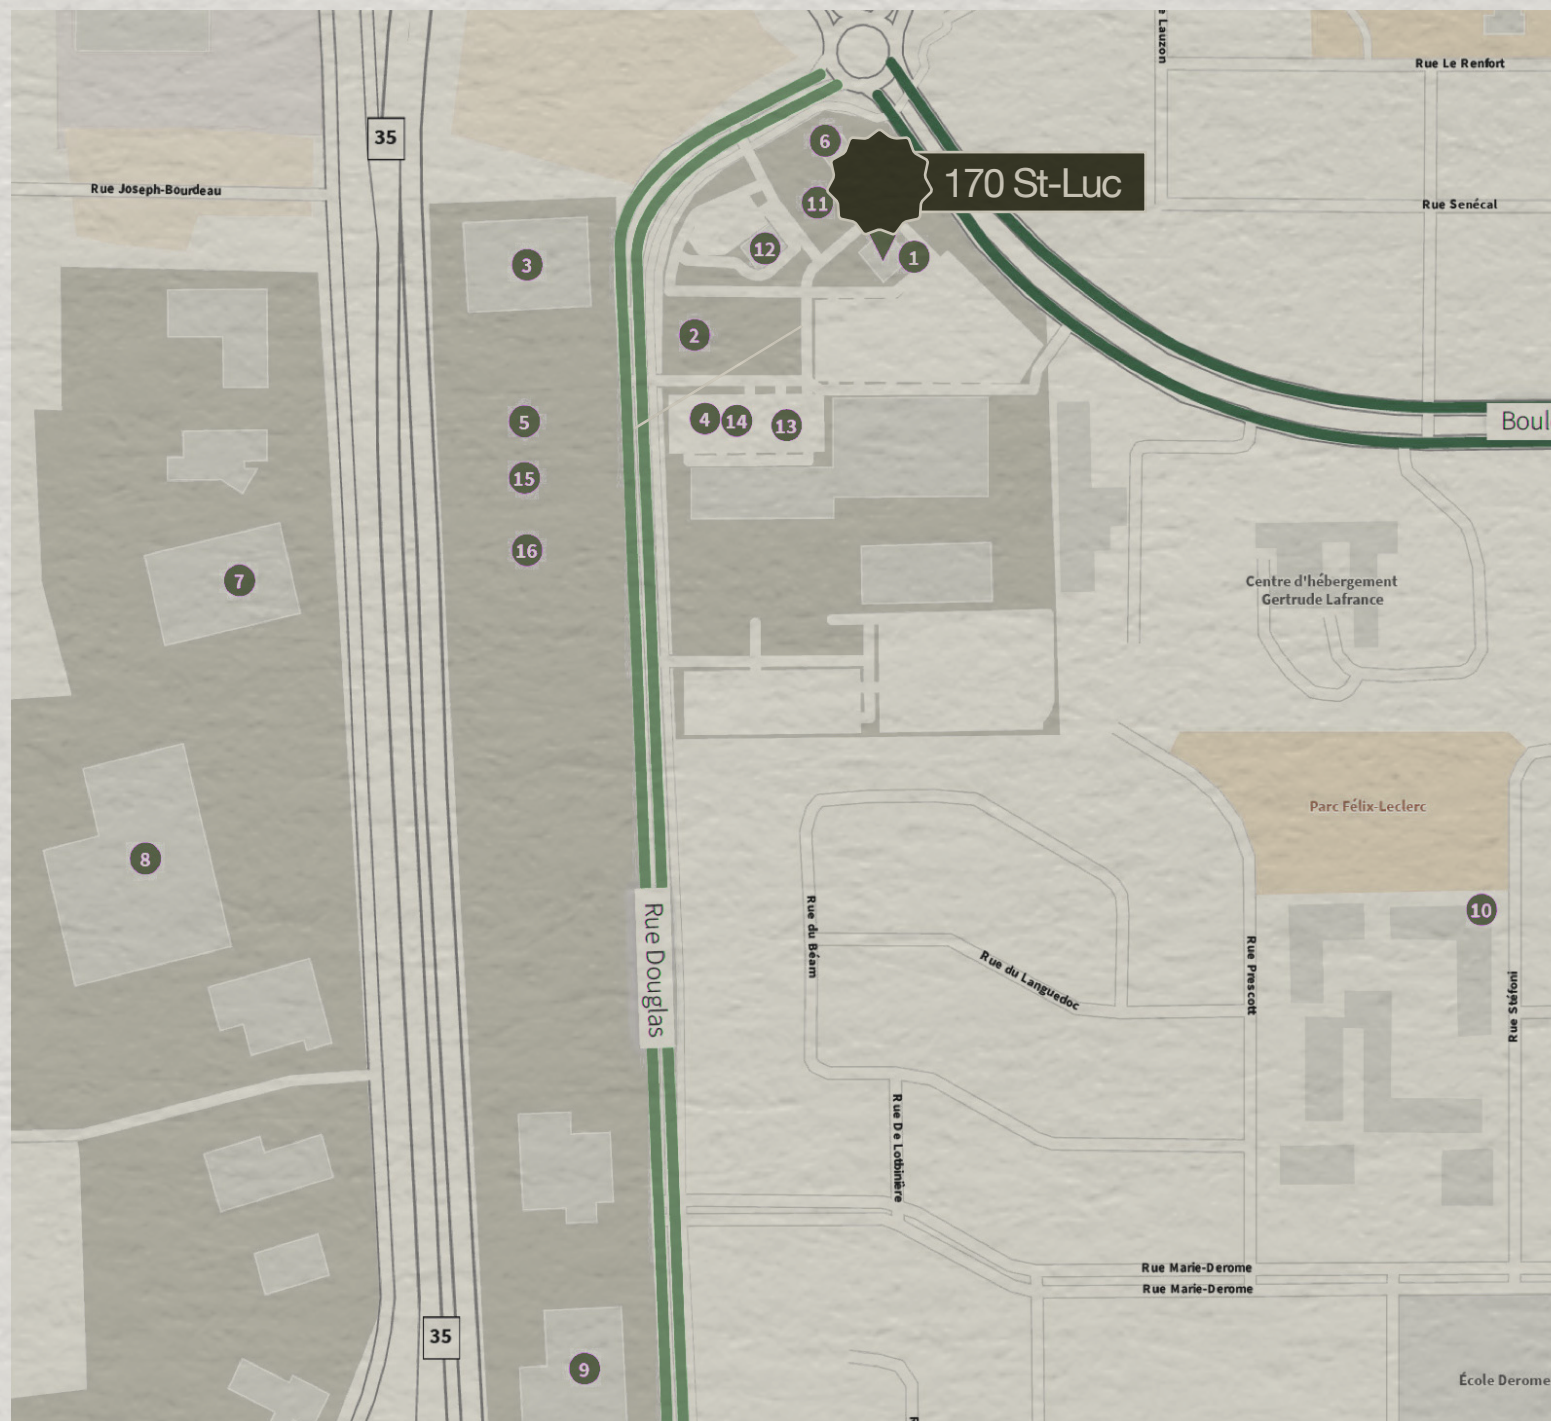 Lauzon
Rue Le Renfort
35
6
Rue Joseph-Bourdeau
170 St-Luc
11
Rue Senécal
12
1
3
2
4
14
13
5
Boul
15
16
7
Centre d'hébergement
Gertrude Lafrance
Parc Félix-Leclerc
8
10
Rue du Béarn
Rue Douglas
Rue du Languedoc
Rue Prescott
Rue Stéfoni
Rue De Lotbinière
Rue Marie-Derome
Rue Marie-Derome
35
9
École Derome
R